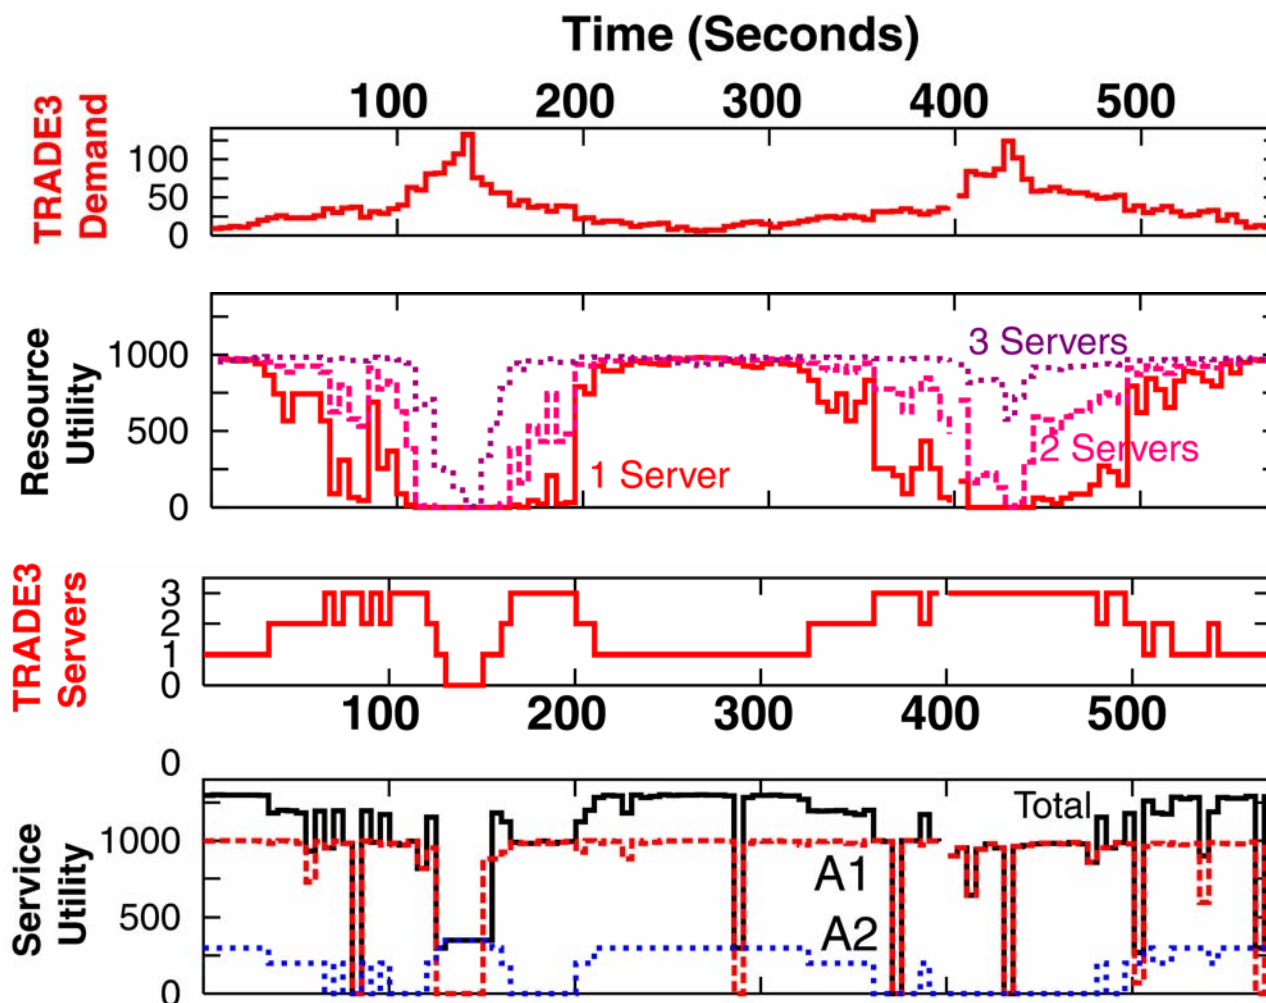 Time (Seconds)
100 200 300 400 500
TRADE3
Demand
100
50
0
Resource
Utility
1000
500
0
3 Servers
2 Servers
1 Server
TRADE3
Servers
3
2
1
0
100 200 300 400 500
0
Service
Utility
1000
500
0
Total
A1
A2